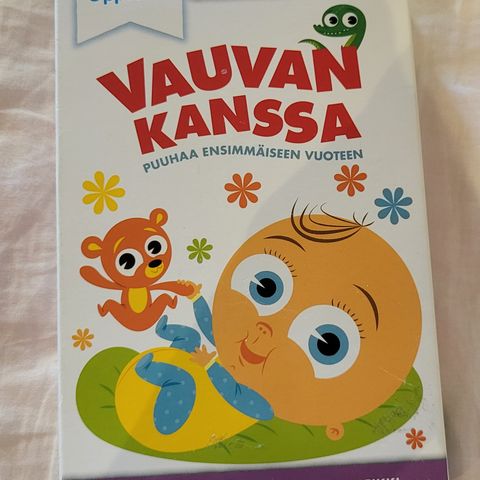 VAUVAN
KANSSA
PUUHAA ENSIMMÄISEEN VUOTEEN